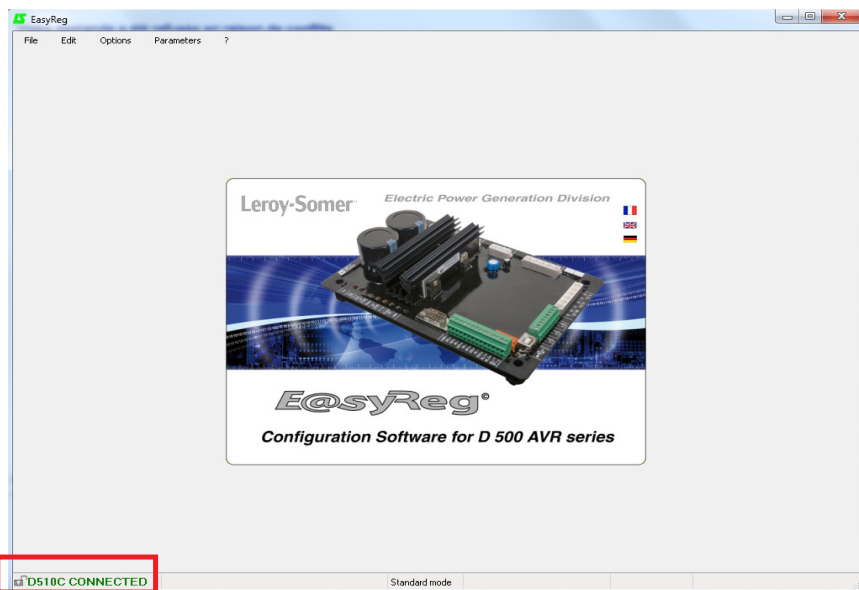 EasyReg
File Edit Options Parameters ?
Leroy-Somer™ Electric Power Generation Division
E@syReg©
Configuration Software for D 500 AVR series
D510C CONNECTED Standard mode